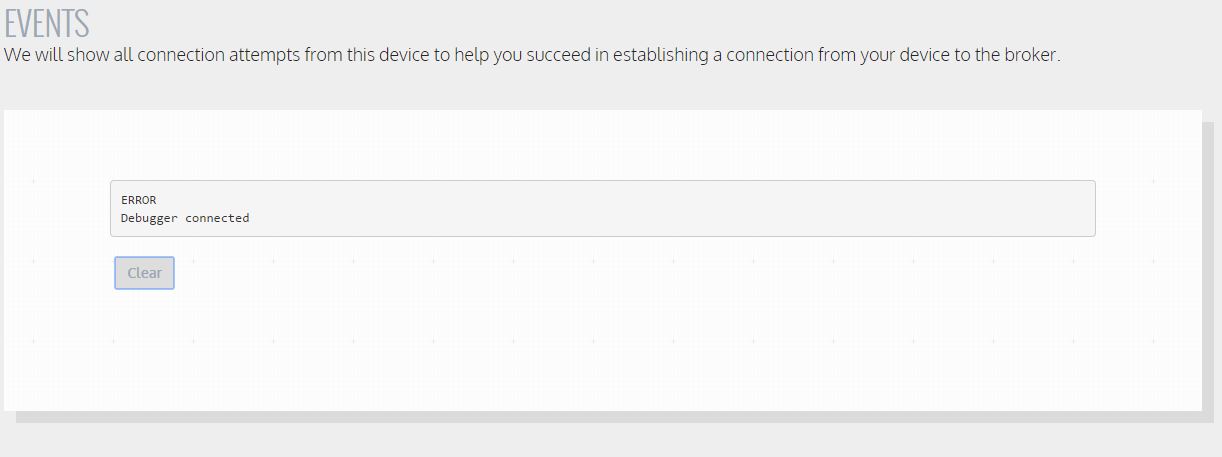 EVENTS
We will show all connection attempts from this device to help you succeed in establishing a connection from your device to the broker.
ERROR
Debugger connected
Clear